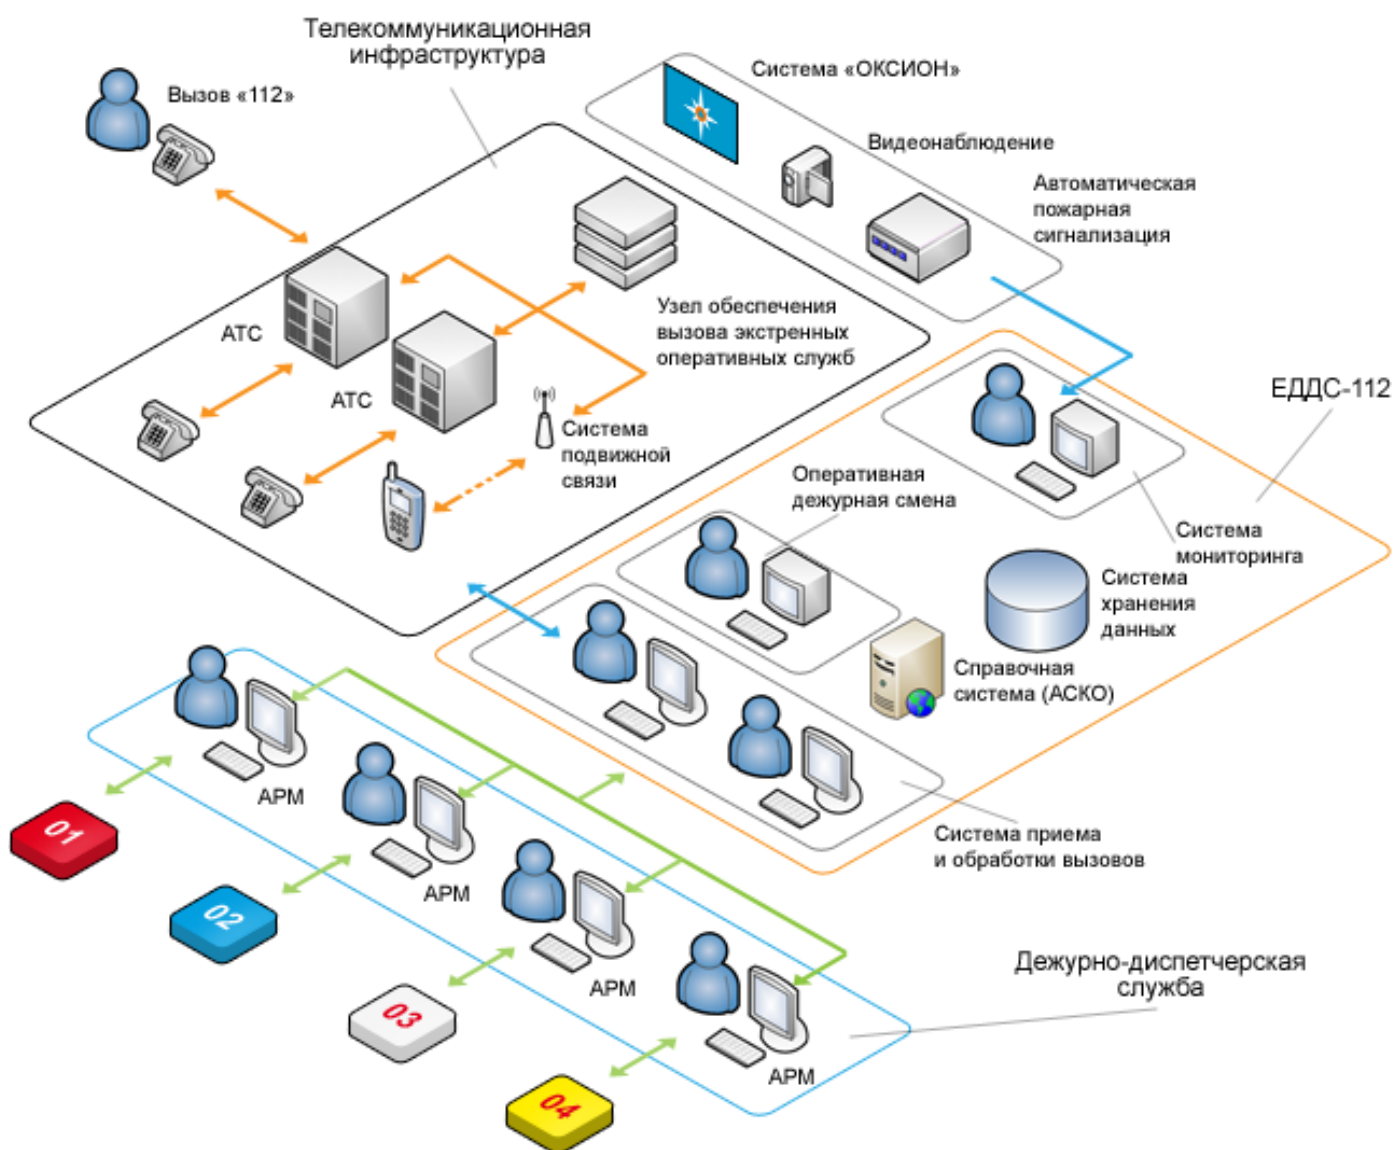 Телекоммуникационная
инфраструктура
Вызов «112»
Система «ОКСИОН»
Видеонаблюдение
Автоматическая
пожарная
сигнализация
АТС
АТС
Узел обеспечения
вызова экстренных
оперативных служб
Система
подвижной
связи
ЕДДС-112
Оперативная
дежурная смена
Система
мониторинга
Система
хранения
данных
Справочная
система (АСКО)
Система приема
и обработки вызовов
АРМ
АРМ
АРМ
АРМ
01
02
03
04
Дежурно-диспетчерская
служба